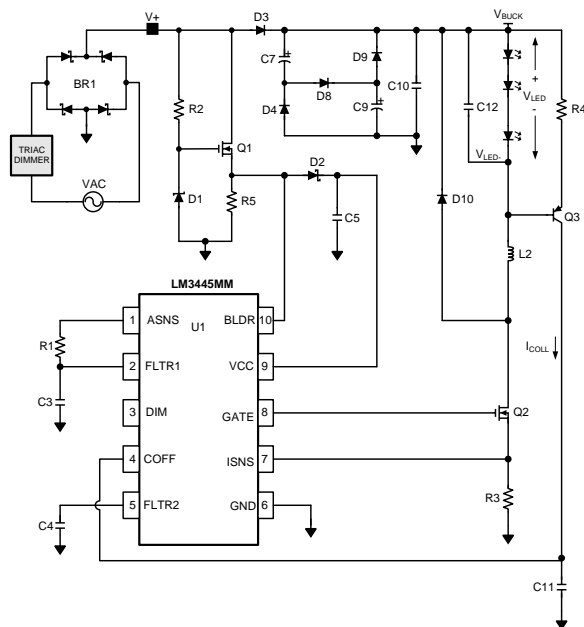 V+
D3
VBUCK
BR1
R2
C7
+
D9
D8
D4
C9
+
C10
C12
+
VLED
-
VLED-
R4
TRIAC
DIMMER
VAC
Q1
D1
R5
D2
C5
D10
Q3
L2
LM3445MM
U1
1
ASNS
BLDR
10
R1
2
FLTR1
VCC
9
ICOLL
C3
3
DIM
GATE
8
Q2
4
COFF
ISNS
7
R3
C4
5
FLTR2
GND
6
C11